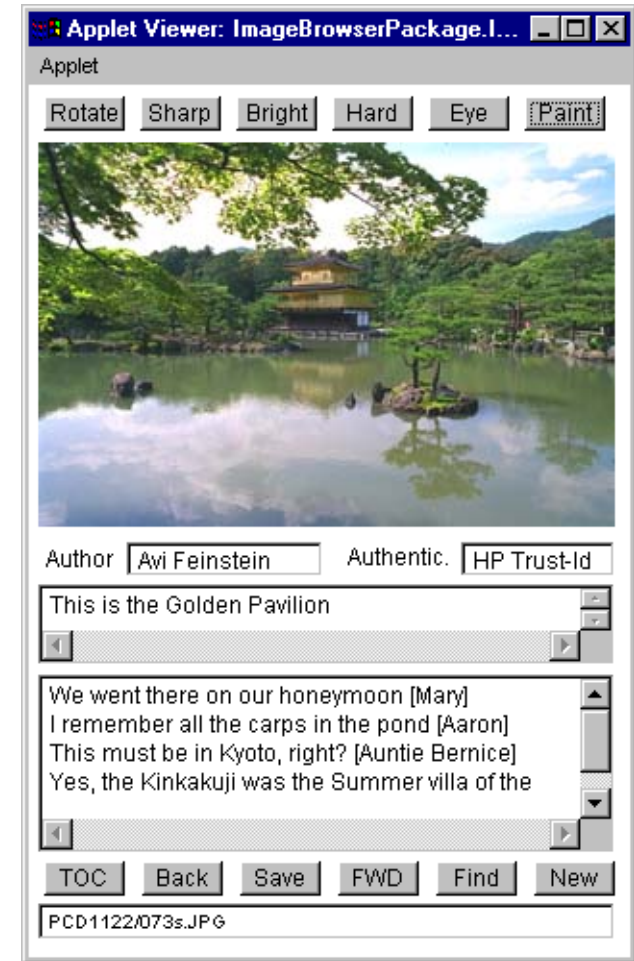 Applet Viewer: ImageBrowserPackage.I...
Applet
Rotate Sharp Bright Hard Eye Paint
Author Avi Feinstein Authentic. HP Trust-Id
This is the Golden Pavilion
We went there on our honeymoon [Mary]
I remember all the carps in the pond [Aaron]
This must be in Kyoto, right? [Auntie Bernice]
Yes, the Kinkakuji was the Summer villa of the
TOC Back Save FWD Find New
PCD1122/073s.JPG